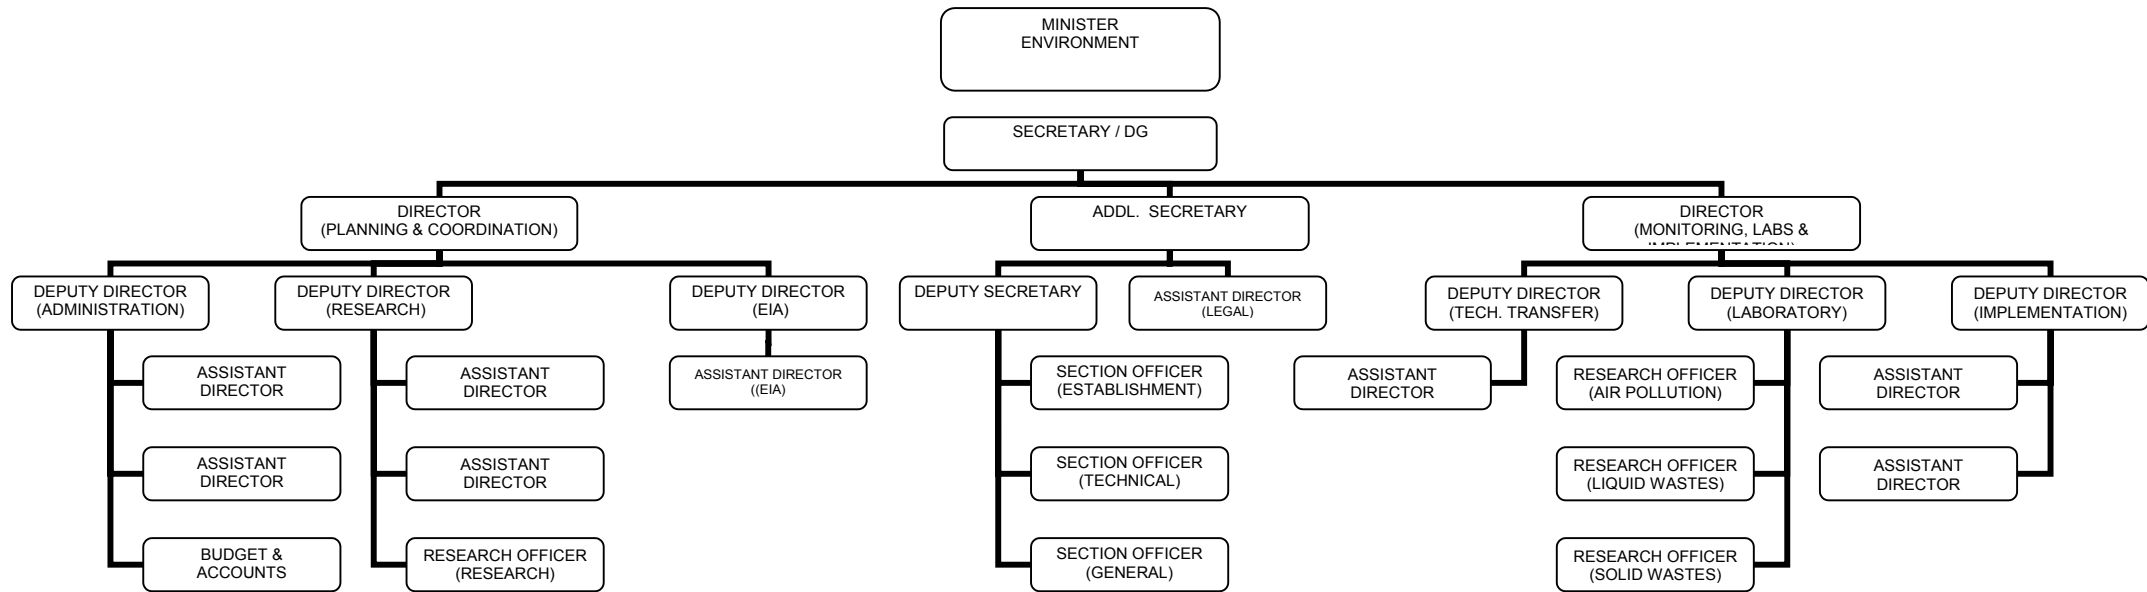 MINISTER
ENVIRONMENT
SECRETARY / DG
DIRECTOR
(PLANNING & COORDINATION)
ADDL. SECRETARY
DIRECTOR
(MONITORING, LABS &
IMPLEMENTATION)
DEPUTY DIRECTOR
(ADMINISTRATION)
DEPUTY DIRECTOR
(RESEARCH)
DEPUTY DIRECTOR
(EIA)
DEPUTY SECRETARY
ASSISTANT DIRECTOR
(LEGAL)
DEPUTY DIRECTOR
(TECH. TRANSFER)
DEPUTY DIRECTOR
(LABORATORY)
DEPUTY DIRECTOR
(IMPLEMENTATION)
ASSISTANT
DIRECTOR
ASSISTANT
DIRECTOR
ASSISTANT DIRECTOR
((EIA)
SECTION OFFICER
(ESTABLISHMENT)
ASSISTANT
DIRECTOR
RESEARCH OFFICER
(AIR POLLUTION)
ASSISTANT
DIRECTOR
ASSISTANT
DIRECTOR
ASSISTANT
DIRECTOR
SECTION OFFICER
(TECHNICAL)
RESEARCH OFFICER
(LIQUID WASTES)
ASSISTANT
DIRECTOR
BUDGET &
ACCOUNTS
RESEARCH OFFICER
(RESEARCH)
SECTION OFFICER
(GENERAL)
RESEARCH OFFICER
(SOLID WASTES)